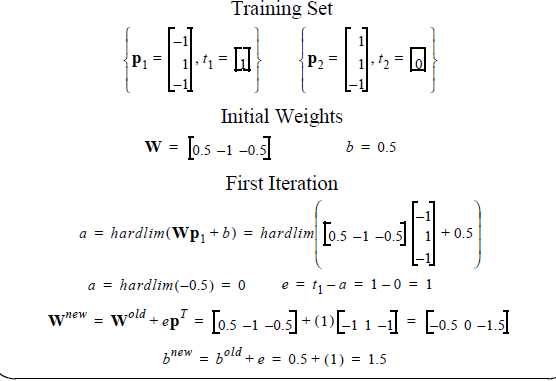 Training Set
{p₁ = [−1 1 −1], t₁ = [1]} {p₂ = [1 1 −1], t₂ = [0]}
Initial Weights
W = [0.5 −1 −0.5] b = 0.5
First Iteration
a = hardlim(Wp₁ + b) = hardlim([0.5 −1 −0.5] [−1 1 −1] + 0.5)
a = hardlim(−0.5) = 0 e = t₁ − a = 1 − 0 = 1
W^new = W^old + ep^T = [0.5 −1 −0.5] + (1)[−1 1 −1] = [−0.5 0 −1.5]
b^new = b^old + e = 0.5 + (1) = 1.5